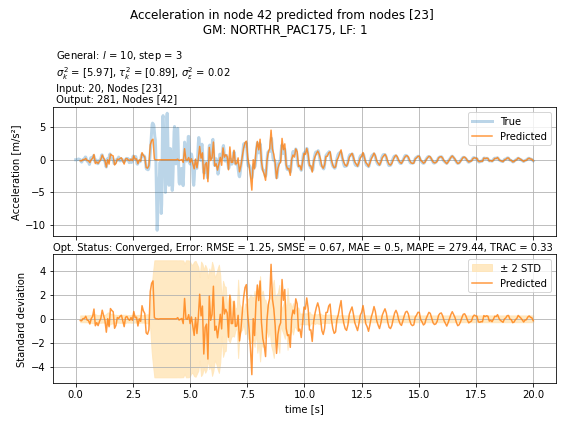 Acceleration in node 42 predicted from nodes [23]
GM: NORTHR_PAC175, LF: 1
General: l = 10, step = 3
σ²ₖ = [5.97], τ²ₖ = [0.89], σ²ε = 0.02
Input: 20, Nodes [23]
Output: 281, Nodes [42]
True
Predicted
Acceleration [m/s²]
5
0
−5
−10
Opt. Status: Converged, Error: RMSE = 1.25, SMSE = 0.67, MAE = 0.5, MAPE = 279.44, TRAC = 0.33
± 2 STD
Predicted
Standard deviation
4
2
0
−2
−4
0.0 2.5 5.0 7.5 10.0 12.5 15.0 17.5 20.0
time [s]